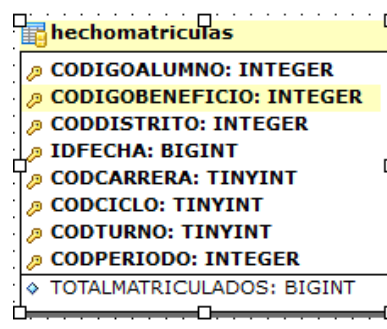 hechomatriculas
CODIGOALUMNO: INTEGER
CODIGOBENEFICIO: INTEGER
CODDISTRITO: INTEGER
IDFECHA: BIGINT
CODCARRERA: TINYINT
CODCICLO: TINYINT
CODTURNO: TINYINT
CODPERIODO: INTEGER
TOTALMATRICULADOS: BIGINT